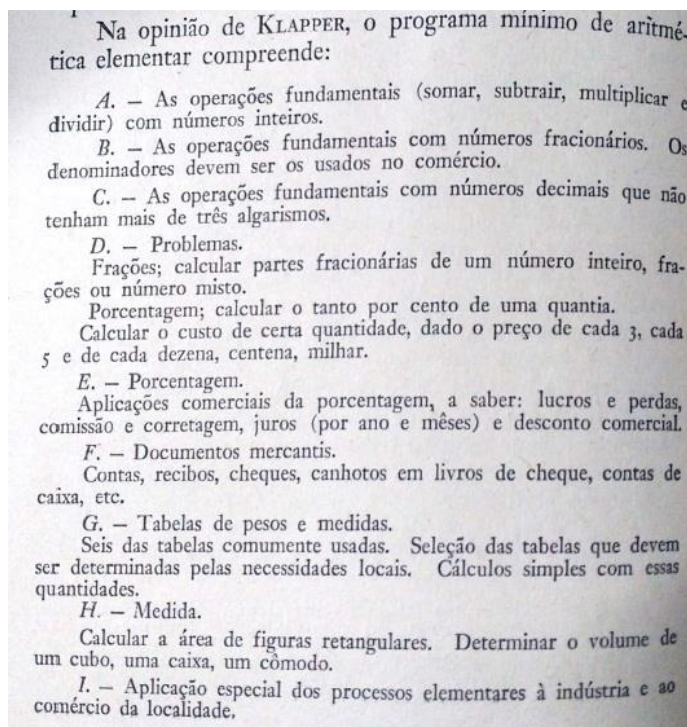 Na opinião de KLAPPER, o programa mínimo de aritmé-
tica elementar compreende:
A. — As operações fundamentais (somar, subtrair, multiplicar e
dividir) com números inteiros.
B. — As operações fundamentais com números fracionários. Os
denominadores devem ser os usados no comércio.
C. — As operações fundamentais com números decimais que não
tenham mais de três algarismos.
D. — Problemas.
Frações; calcular partes fracionárias de um número inteiro, fra-
ções ou número misto.
Porcentagem; calcular o tanto por cento de uma quantia.
Calcular o custo de certa quantidade, dado o preço de cada 3, cada
5 e de cada dezena, centena, milhar.
E. — Porcentagem.
Aplicações comerciais da porcentagem, a saber: lucros e perdas,
comissão e corretagem, juros (por ano e mêses) e desconto comercial.
F. — Documentos mercantis.
Contas, recibos, cheques, canhotos em livros de cheque, contas de
caixa, etc.
G. — Tabelas de pesos e medidas.
Seis das tabelas comumente usadas. Seleção das tabelas que devem
ser determinadas pelas necessidades locais. Cálculos simples com essas
quantidades.
H. — Medida.
Calcular a área de figuras retangulares. Determinar o volume de
um cubo, uma caixa, um cômodo.
I. — Aplicação especial dos processos elementares à indústria e ao
comércio da localidade.